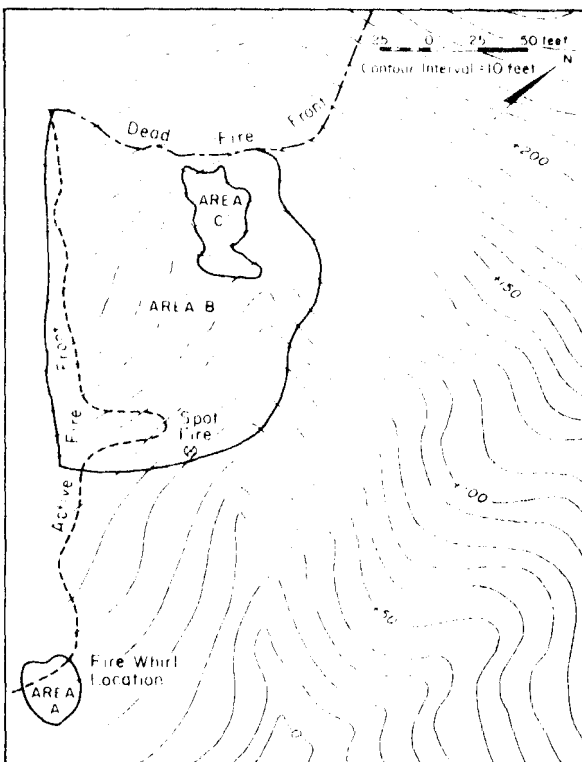 25 0 25 50 feet
Contour Interval =10 feet
N
Dead Fire Front
+200
AREA
C
+150
AREA B
Front
Fire
Spot
Fire
+100
Active
+50
Fire Whirl
Location
AREA
A
0